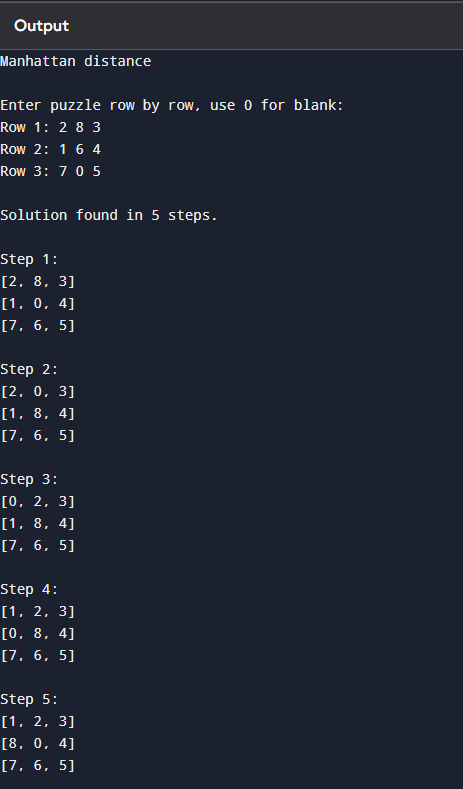 Output
Manhattan distance
Enter puzzle row by row, use 0 for blank:
Row 1: 2 8 3
Row 2: 1 6 4
Row 3: 7 0 5
Solution found in 5 steps.
Step 1:
[2, 8, 3]
[1, 0, 4]
[7, 6, 5]
Step 2:
[2, 0, 3]
[1, 8, 4]
[7, 6, 5]
Step 3:
[0, 2, 3]
[1, 8, 4]
[7, 6, 5]
Step 4:
[1, 2, 3]
[0, 8, 4]
[7, 6, 5]
Step 5:
[1, 2, 3]
[8, 0, 4]
[7, 6, 5]